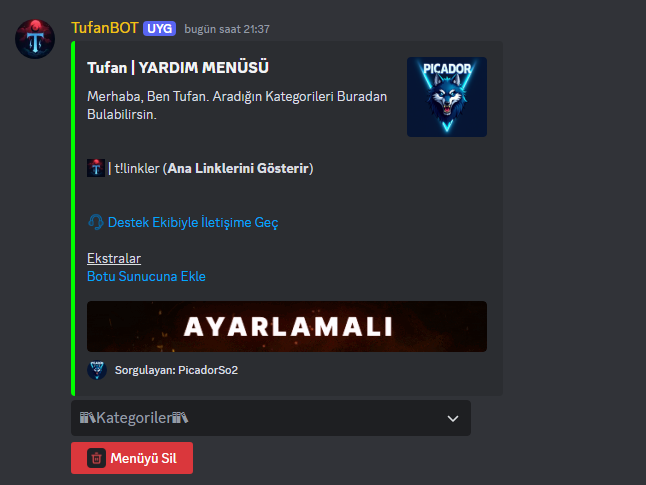 TufanBOT UYG bugün saat 21:37
Tufan | YARDIM MENÜSÜ
PICADOR
Merhaba, Ben Tufan. Aradığın Kategorileri Buradan
Bulabilirsin.
| t!linkler (Ana Linklerini Gösterir)
Destek Ekibiyle İletişime Geç
Ekstralar
Botu Sunucuna Ekle
AYARLAMALI
Sorgulayan: PicadorSo2
Kategoriler
Menüyü Sil